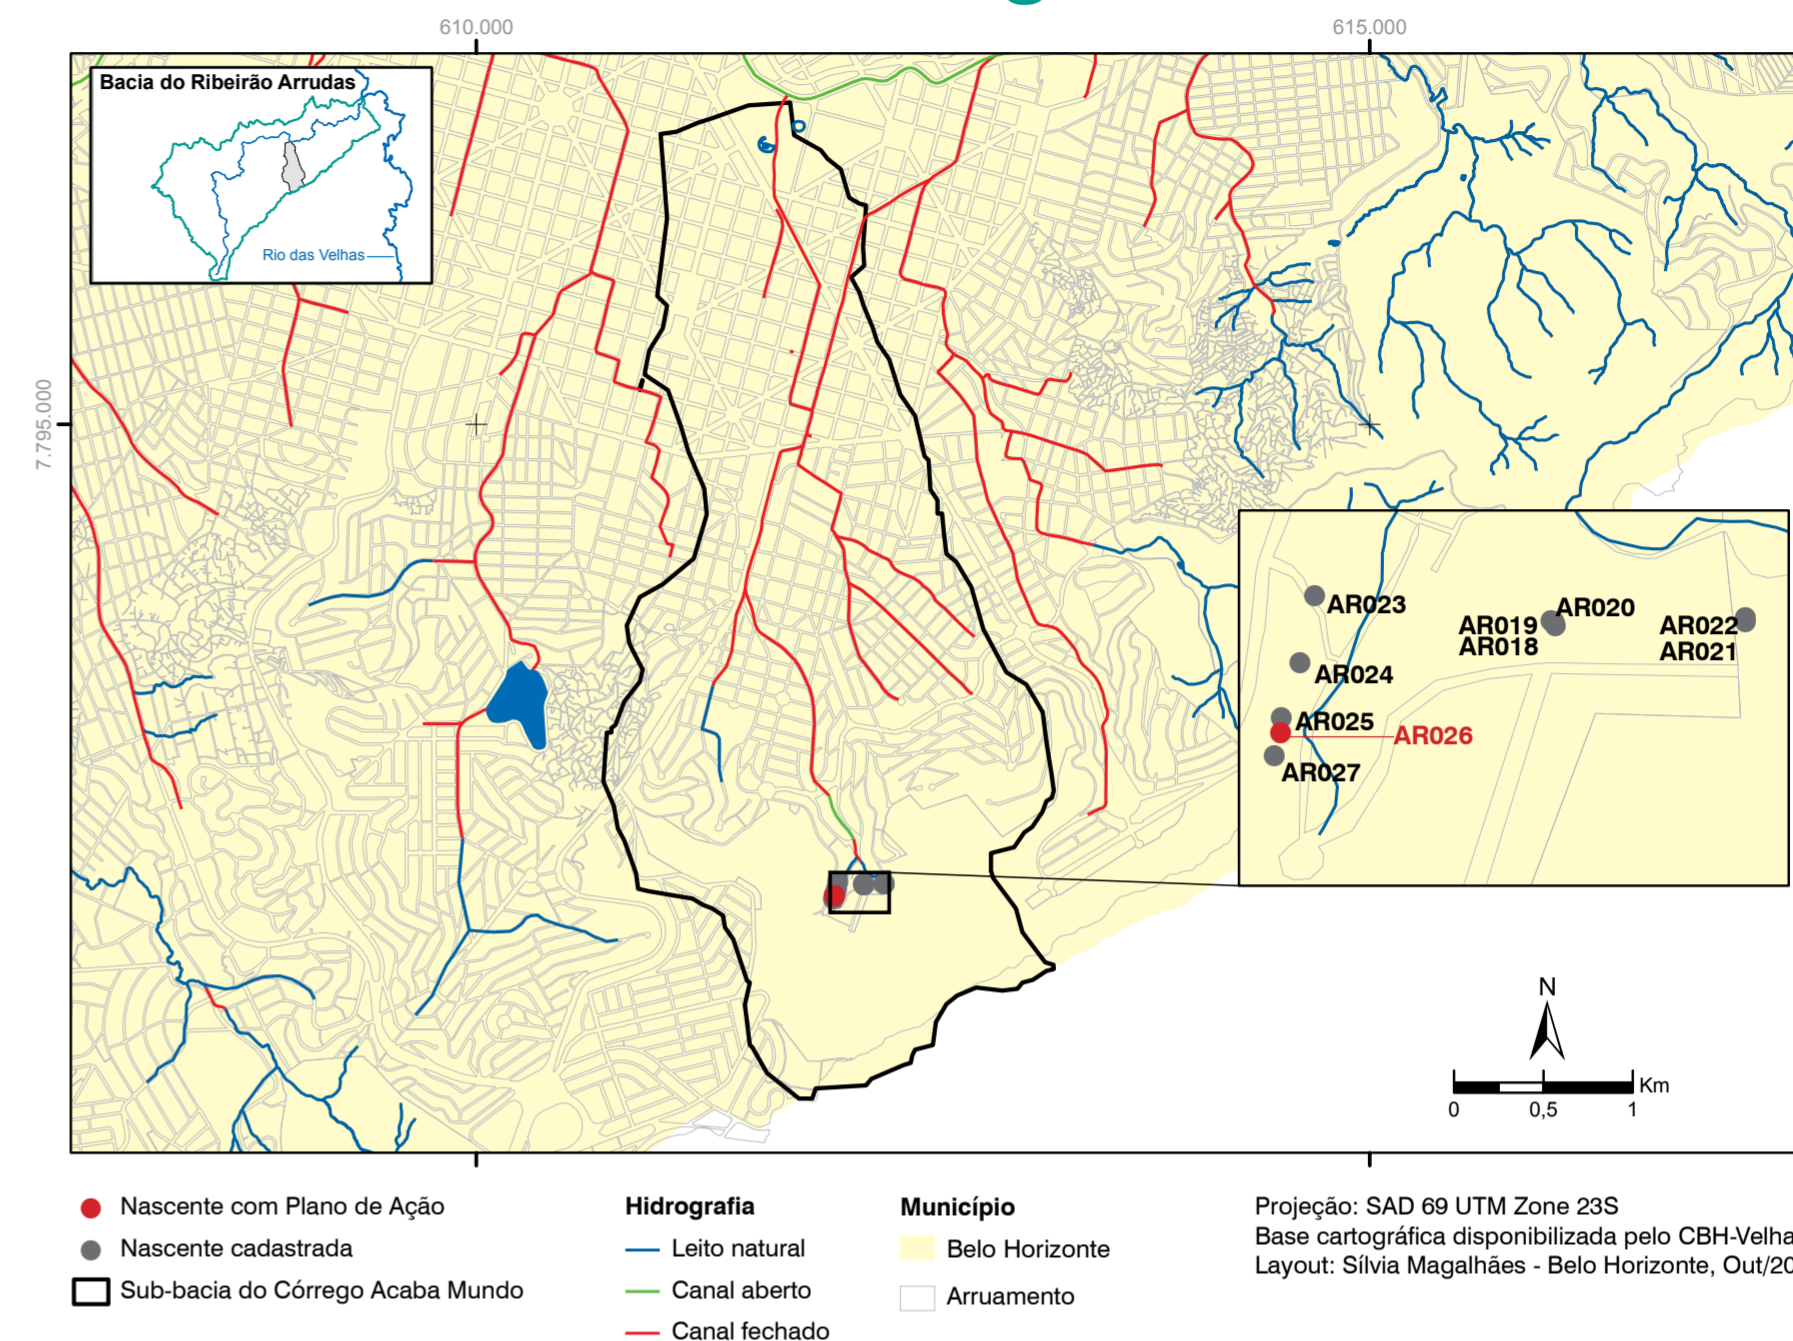 610.000
615.000
Bacia do Ribeirão Arrudas
Rio das Velhas
7.795.000
AR023
AR020
AR019
AR018
AR022
AR021
AR024
AR025
AR026
AR027
N
Km
0 0,5 1
Nascente com Plano de Ação
Nascente cadastrada
Sub-bacia do Córrego Acaba Mundo
Hidrografia
Leito natural
Canal aberto
Canal fechado
Município
Belo Horizonte
Arruamento
Projeção: SAD 69 UTM Zone 23S
Base cartográfica disponibilizada pelo CBH-Velha
Layout: Sílvia Magalhães - Belo Horizonte, Out/20